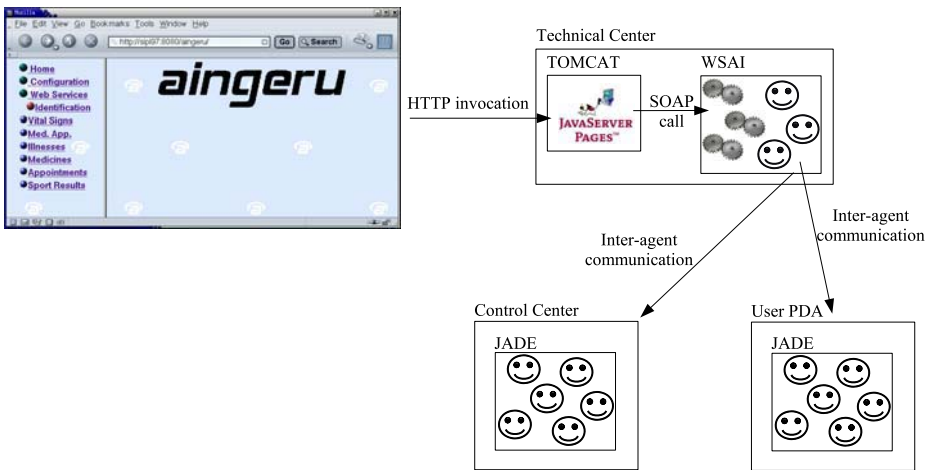 Mozilla
File Edit View Go Bookmarks Tools Window Help
http://sipl97:8080/aingeru/
Go
Search
Home
Configuration
Web Services
Identification
Vital Signs
Med. App.
Illnesses
Medicines
Appointments
Sport Results
aingeru
HTTP invocation
Technical Center
TOMCAT
WSAI
JAVASERVER
PAGES™
SOAP
call
Inter-agent
communication
Inter-agent
communication
Control Center
JADE
User PDA
JADE